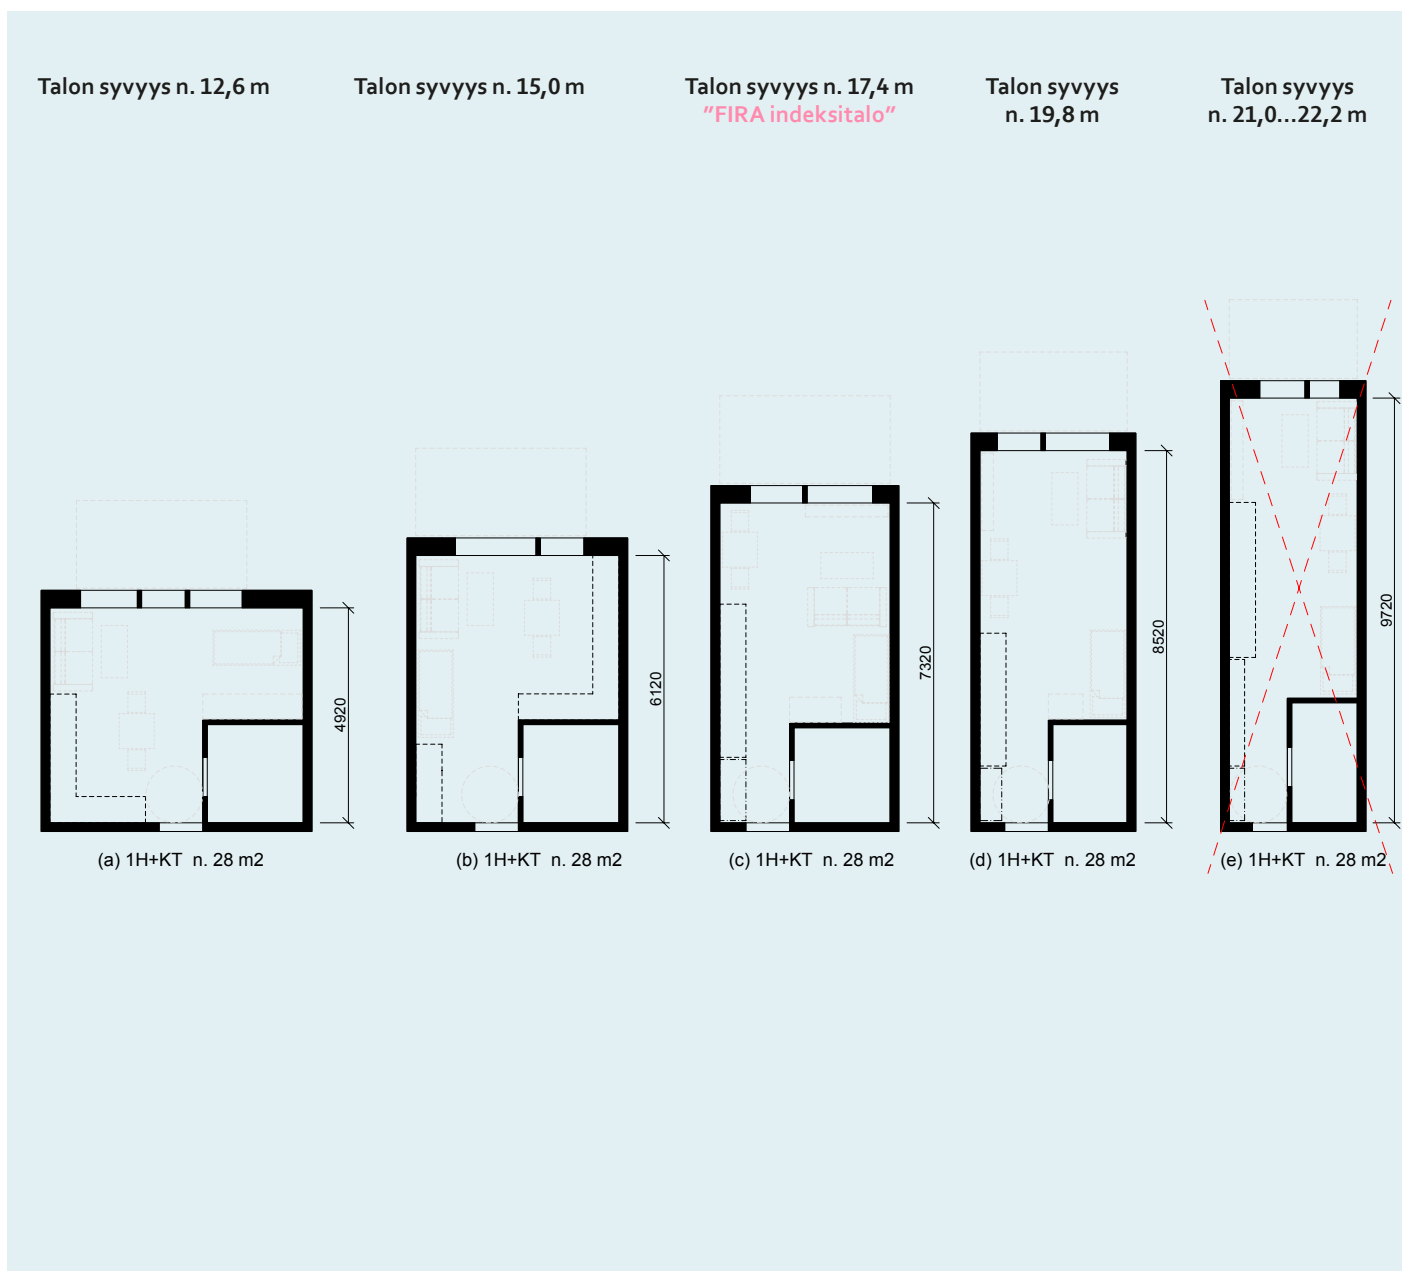 Talon syvyys n. 12,6 m
Talon syvyys n. 15,0 m
Talon syvyys n. 17,4 m
"FIRA indeksitalo"
Talon syvyys
n. 19,8 m
Talon syvyys
n. 21,0...22,2 m
4920
6120
7320
8520
9720
(a) 1H+KT n. 28 m2
(b) 1H+KT n. 28 m2
(c) 1H+KT n. 28 m2
(d) 1H+KT n. 28 m2
(e) 1H+KT n. 28 m2